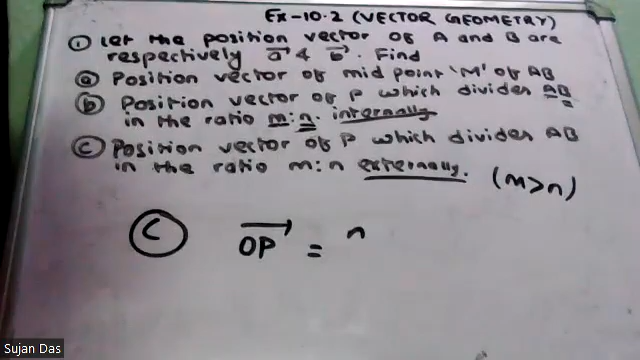 Ex-10.2 (VECTOR GEOMETRY)
① Let the position vector of A and B are
respectively a⃗ & b⃗. Find
ⓐ Position vector of mid point 'M' of AB
ⓑ Position vector of P which divides AB
in the ratio m:n. internally
ⓒ Position vector of P which divides AB
in the ratio m:n externally. (m>n)
ⓒ OP⃗ = n
Sujan Das